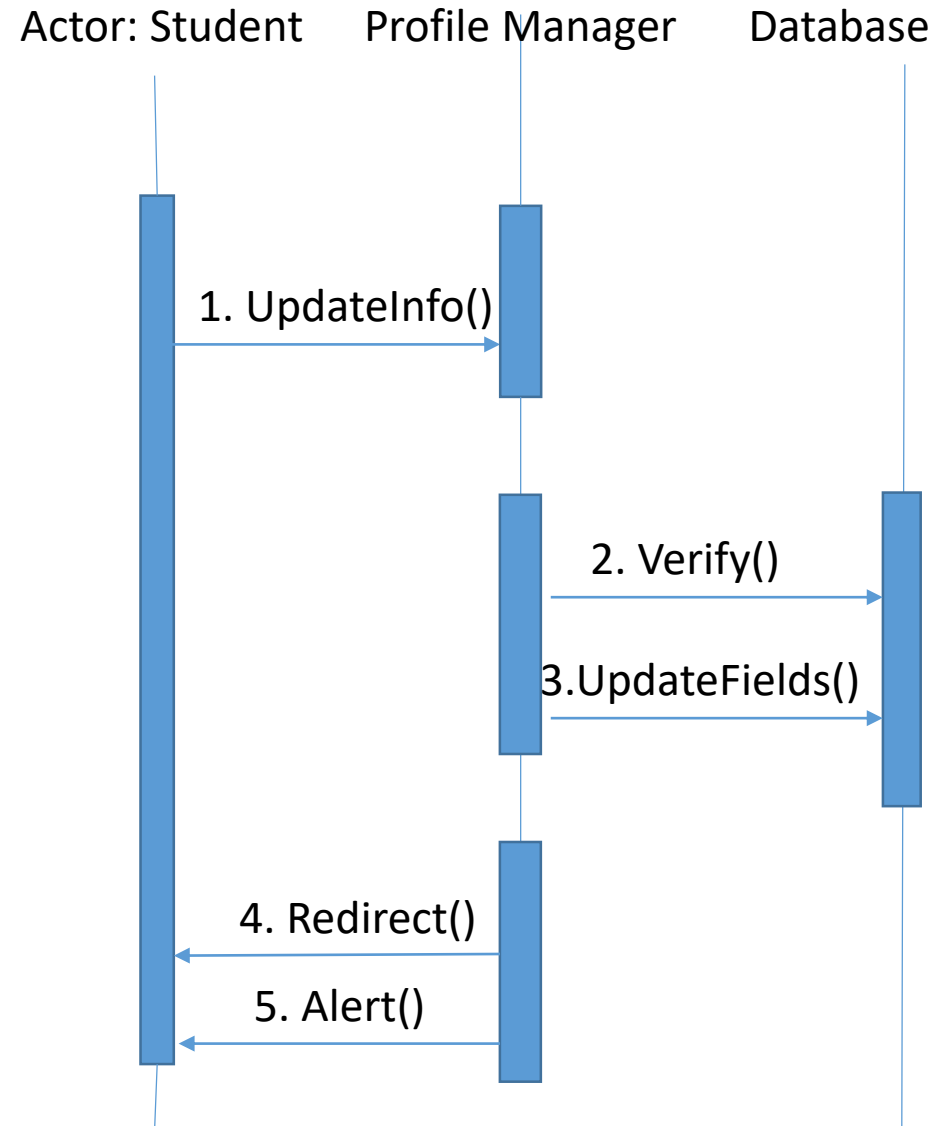 Actor: Student
Profile Manager
Database
1. UpdateInfo()
2. Verify()
3.UpdateFields()
4. Redirect()
5. Alert()